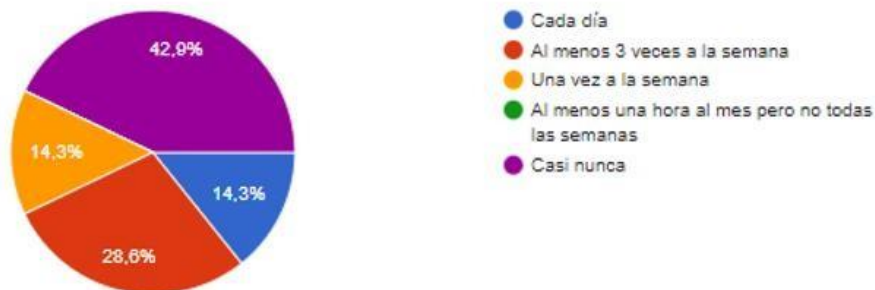 42,9%
14,3%
14,3%
28,6%
Cada día
Al menos 3 veces a la semana
Una vez a la semana
Al menos una hora al mes pero no todas
las semanas
Casi nunca